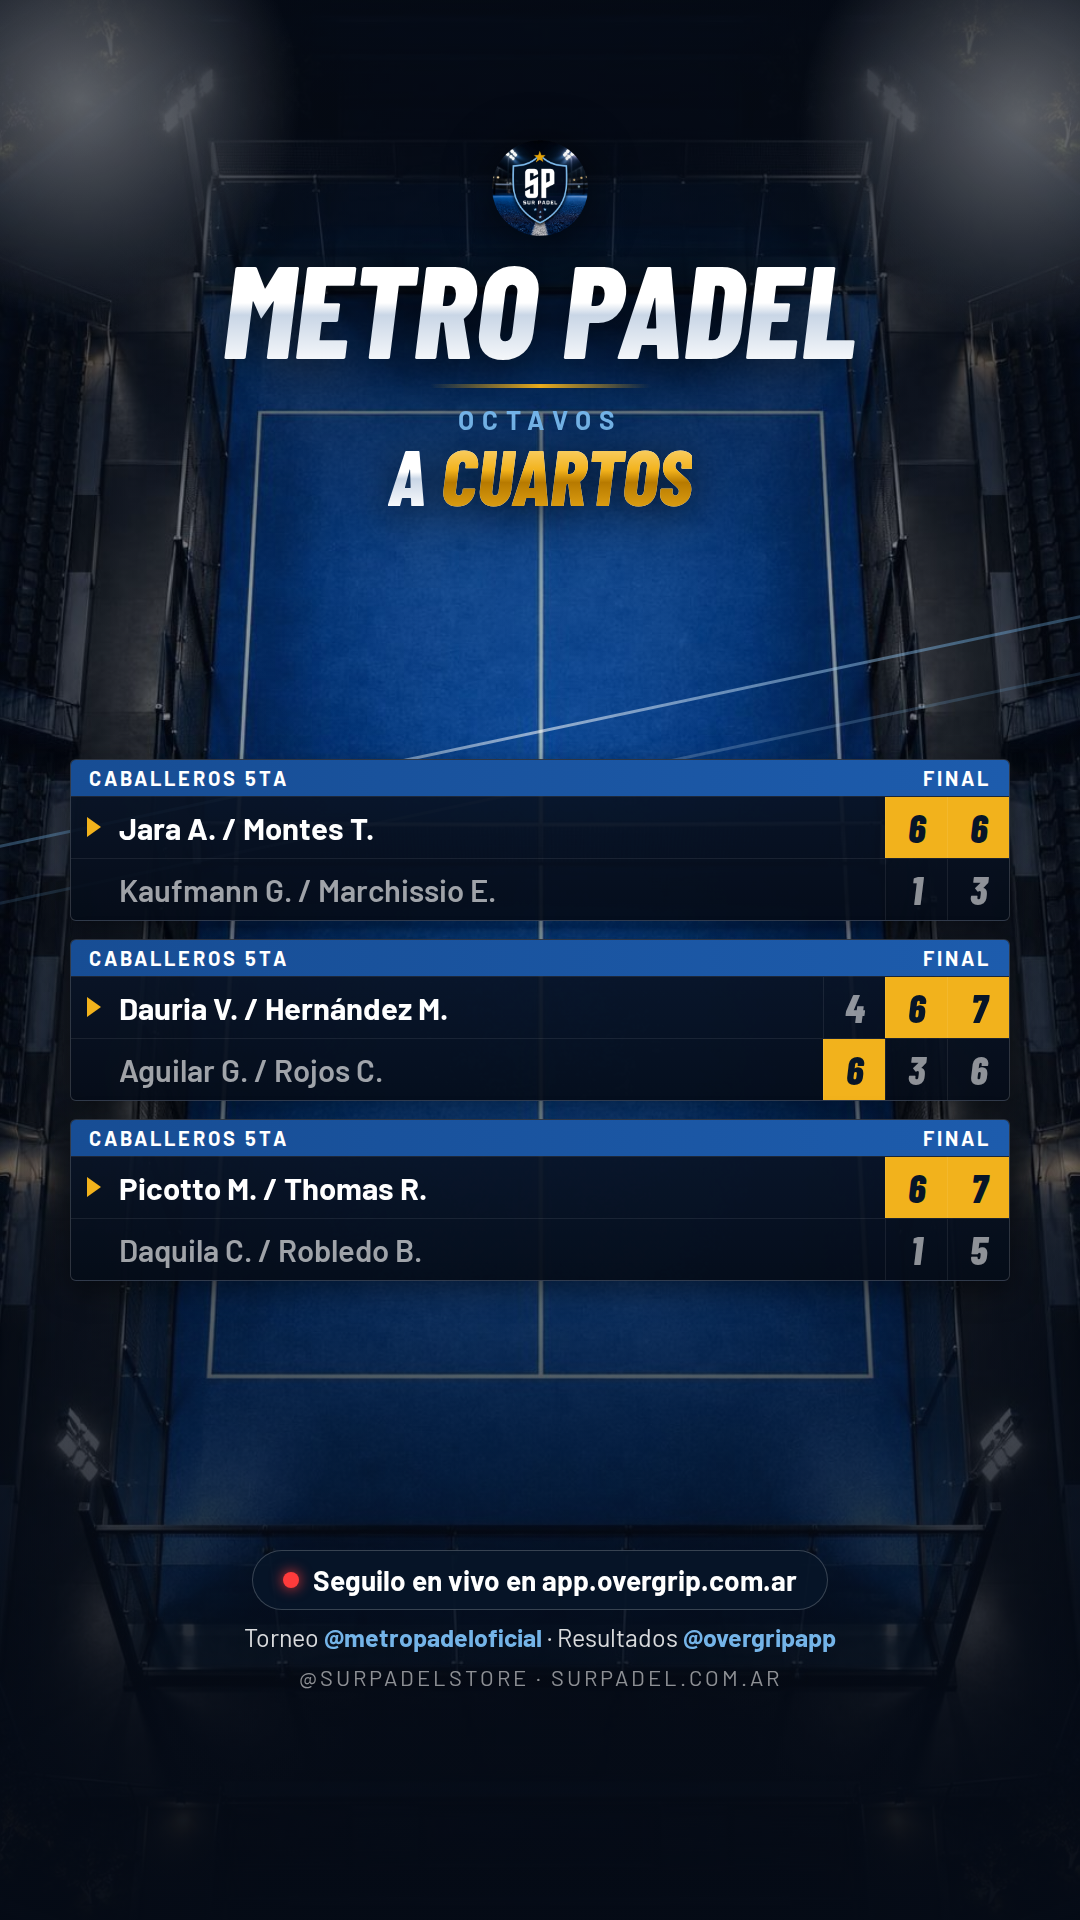 SP
SUR PADEL
METRO PADEL
OCTAVOS
A CUARTOS
CABALLEROS 5TA FINAL
Jara A. / Montes T. 6 6
Kaufmann G. / Marchissio E. 1 3
CABALLEROS 5TA FINAL
Dauria V. / Hernández M. 4 6 7
Aguilar G. / Rojos C. 6 3 6
CABALLEROS 5TA FINAL
Picotto M. / Thomas R. 6 7
Daquila C. / Robledo B. 1 5
Seguilo en vivo en app.overgrip.com.ar
Torneo @metropadeloficial · Resultados @overgripapp
@SURPADELSTORE · SURPADEL.COM.AR